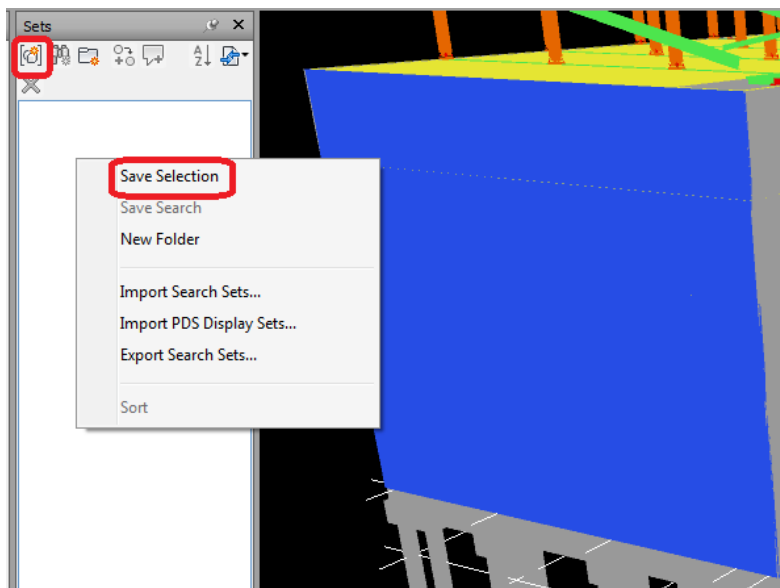 Sets
Save Selection
Save Search
New Folder
Import Search Sets...
Import PDS Display Sets...
Export Search Sets...
Sort